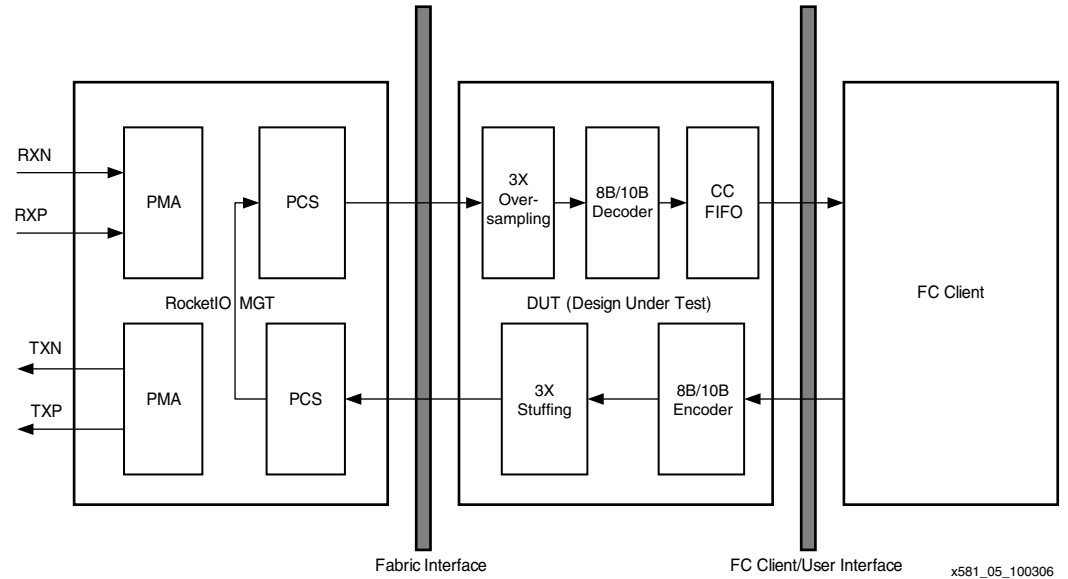 RXN
RXP
PMA
PCS
3X
Over-
sampling
8B/10B
Decoder
CC
FIFO
RocketIO MGT
DUT (Design Under Test)
FC Client
TXN
TXP
PMA
PCS
3X
Stuffing
8B/10B
Encoder
Fabric Interface
FC Client/User Interface
x581_05_100306